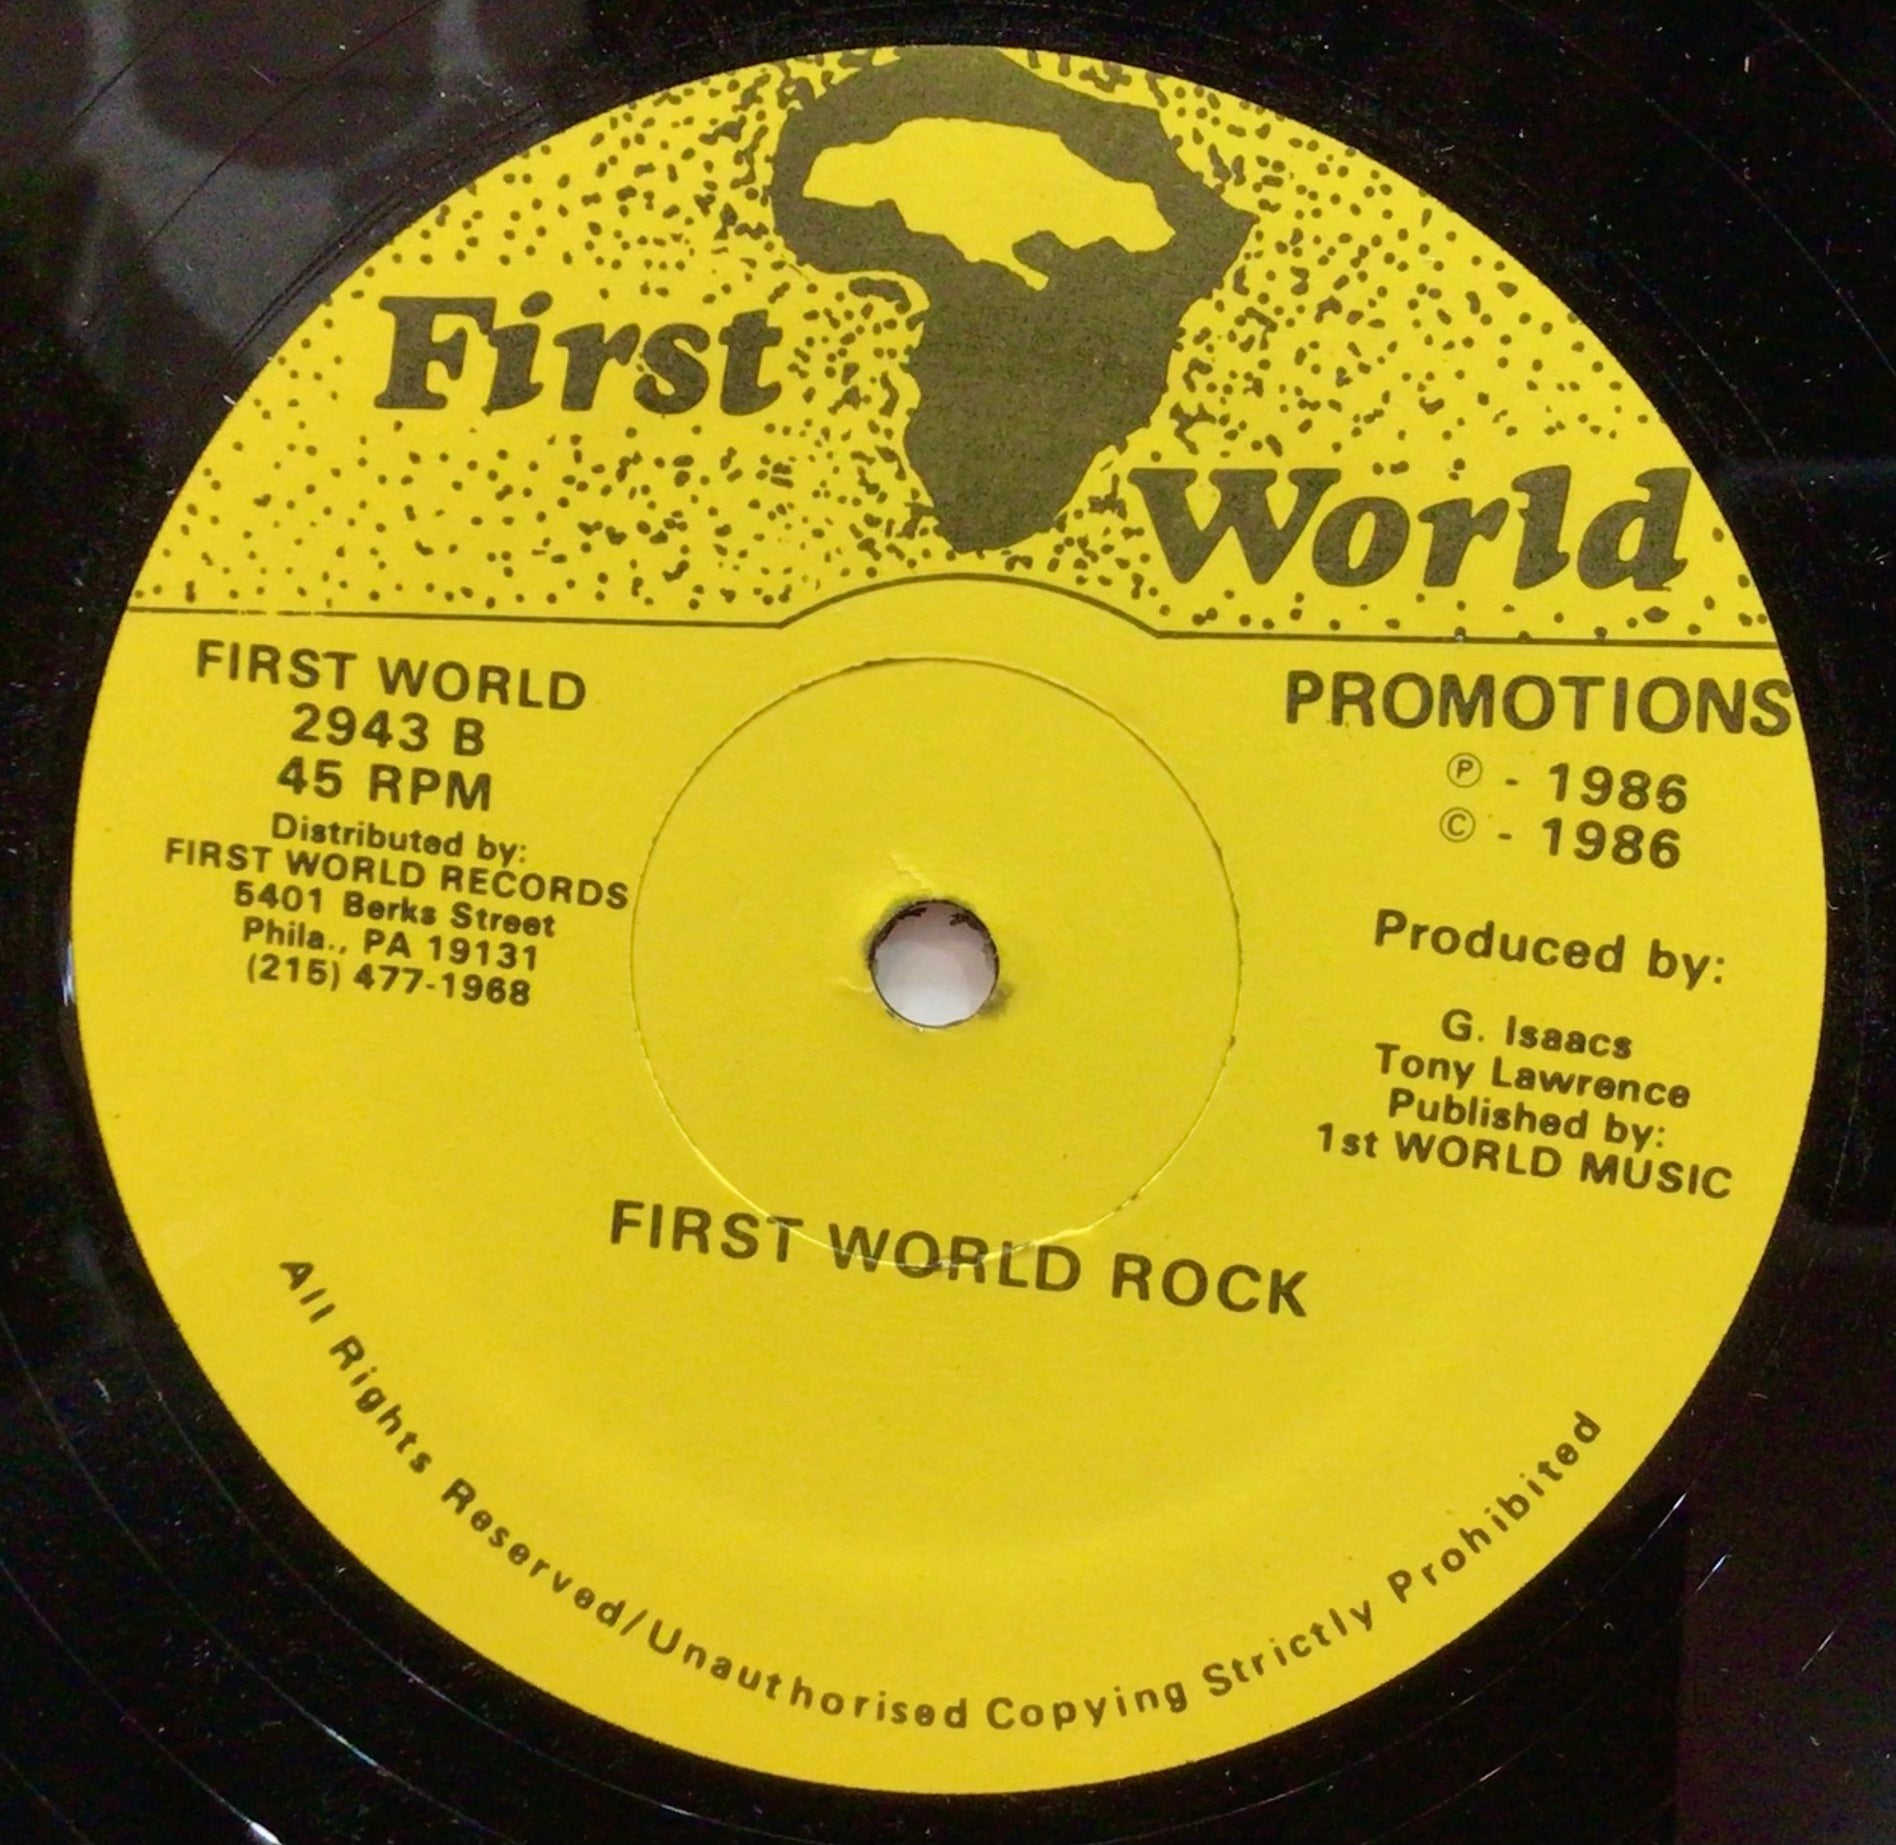 First
World
FIRST WORLD
2943 B
45 RPM
Distributed by:
FIRST WORLD RECORDS
5401 Berks Street
Phila., PA 19131
(215) 477-1968
PROMOTIONS
Ⓟ - 1986
© - 1986
Produced by:
G. Isaacs
Tony Lawrence
Published by:
1st WORLD MUSIC
FIRST WORLD ROCK
All Rights Reserved/Unauthorised Copying Strictly Prohibited